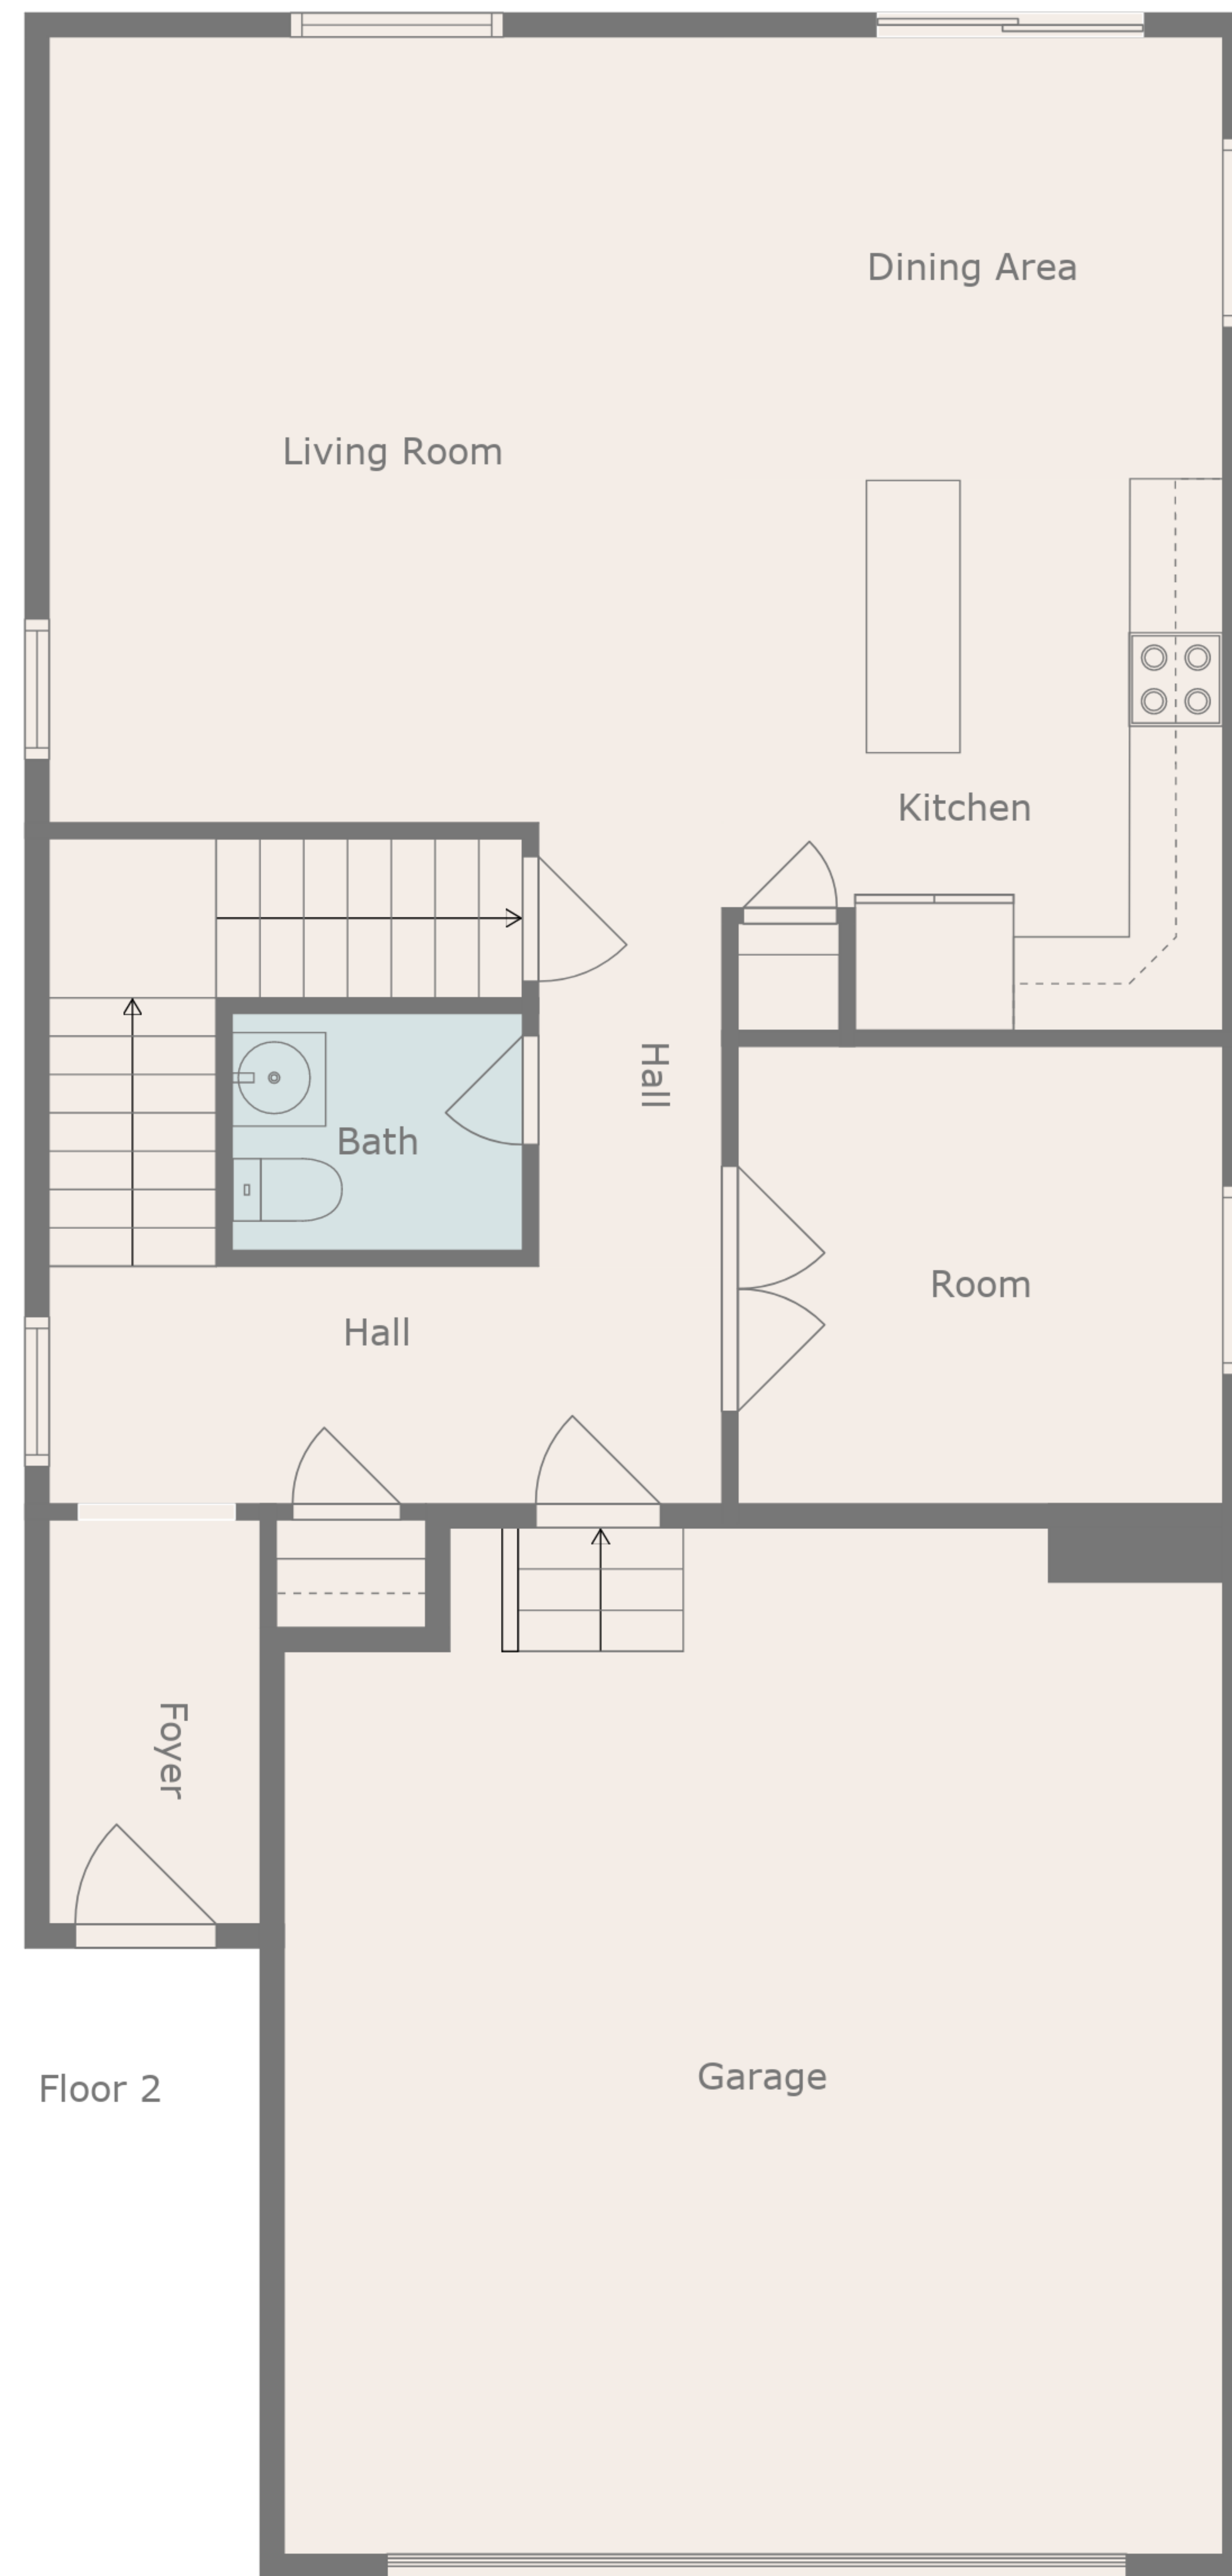 Dining Area
Living Room
Kitchen
Hall
Bath
Room
Hall
Foyer
Garage
Floor 2